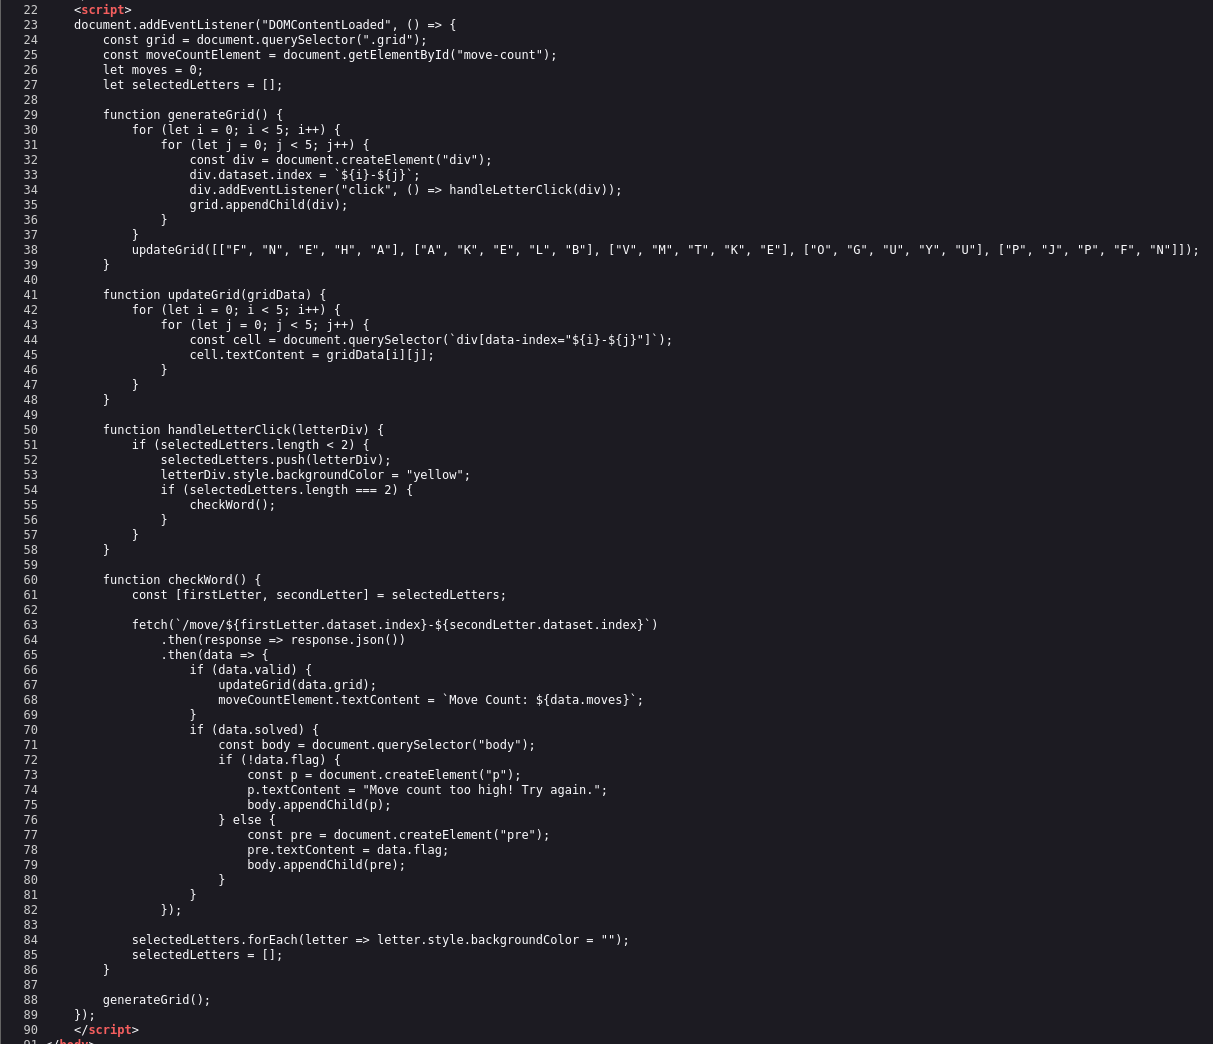 22 <script>
23 document.addEventListener("DOMContentLoaded", () => {
24 const grid = document.querySelector(".grid");
25 const moveCountElement = document.getElementById("move-count");
26 let moves = 0;
27 let selectedLetters = [];
28
29 function generateGrid() {
30 for (let i = 0; i < 5; i++) {
31 for (let j = 0; j < 5; j++) {
32 const div = document.createElement("div");
33 div.dataset.index = `${i}-${j}`;
34 div.addEventListener("click", () => handleLetterClick(div));
35 grid.appendChild(div);
36 }
37 }
38 updateGrid([["F", "N", "E", "H", "A"], ["A", "K", "E", "L", "B"], ["V", "M", "T", "K", "E"], ["O", "G", "U", "Y", "U"], ["P", "J", "P", "F", "N"]]);
39 }
40
41 function updateGrid(gridData) {
42 for (let i = 0; i < 5; i++) {
43 for (let j = 0; j < 5; j++) {
44 const cell = document.querySelector(`div[data-index="${i}-${j}"]`);
45 cell.textContent = gridData[i][j];
46 }
47 }
48 }
49
50 function handleLetterClick(letterDiv) {
51 if (selectedLetters.length < 2) {
52 selectedLetters.push(letterDiv);
53 letterDiv.style.backgroundColor = "yellow";
54 if (selectedLetters.length === 2) {
55 checkWord();
56 }
57 }
58 }
59
60 function checkWord() {
61 const [firstLetter, secondLetter] = selectedLetters;
62
63 fetch(`/move/${firstLetter.dataset.index}-${secondLetter.dataset.index}`)
64 .then(response => response.json())
65 .then(data => {
66 if (data.valid) {
67 updateGrid(data.grid);
68 moveCountElement.textContent = `Move Count: ${data.moves}`;
69 }
70 if (data.solved) {
71 const body = document.querySelector("body");
72 if (!data.flag) {
73 const p = document.createElement("p");
74 p.textContent = "Move count too high! Try again.";
75 body.appendChild(p);
76 } else {
77 const pre = document.createElement("pre");
78 pre.textContent = data.flag;
79 body.appendChild(pre);
80 }
81 }
82 });
83
84 selectedLetters.forEach(letter => letter.style.backgroundColor = "");
85 selectedLetters = [];
86 }
87
88 generateGrid();
89 });
90 </script>
91 </body>